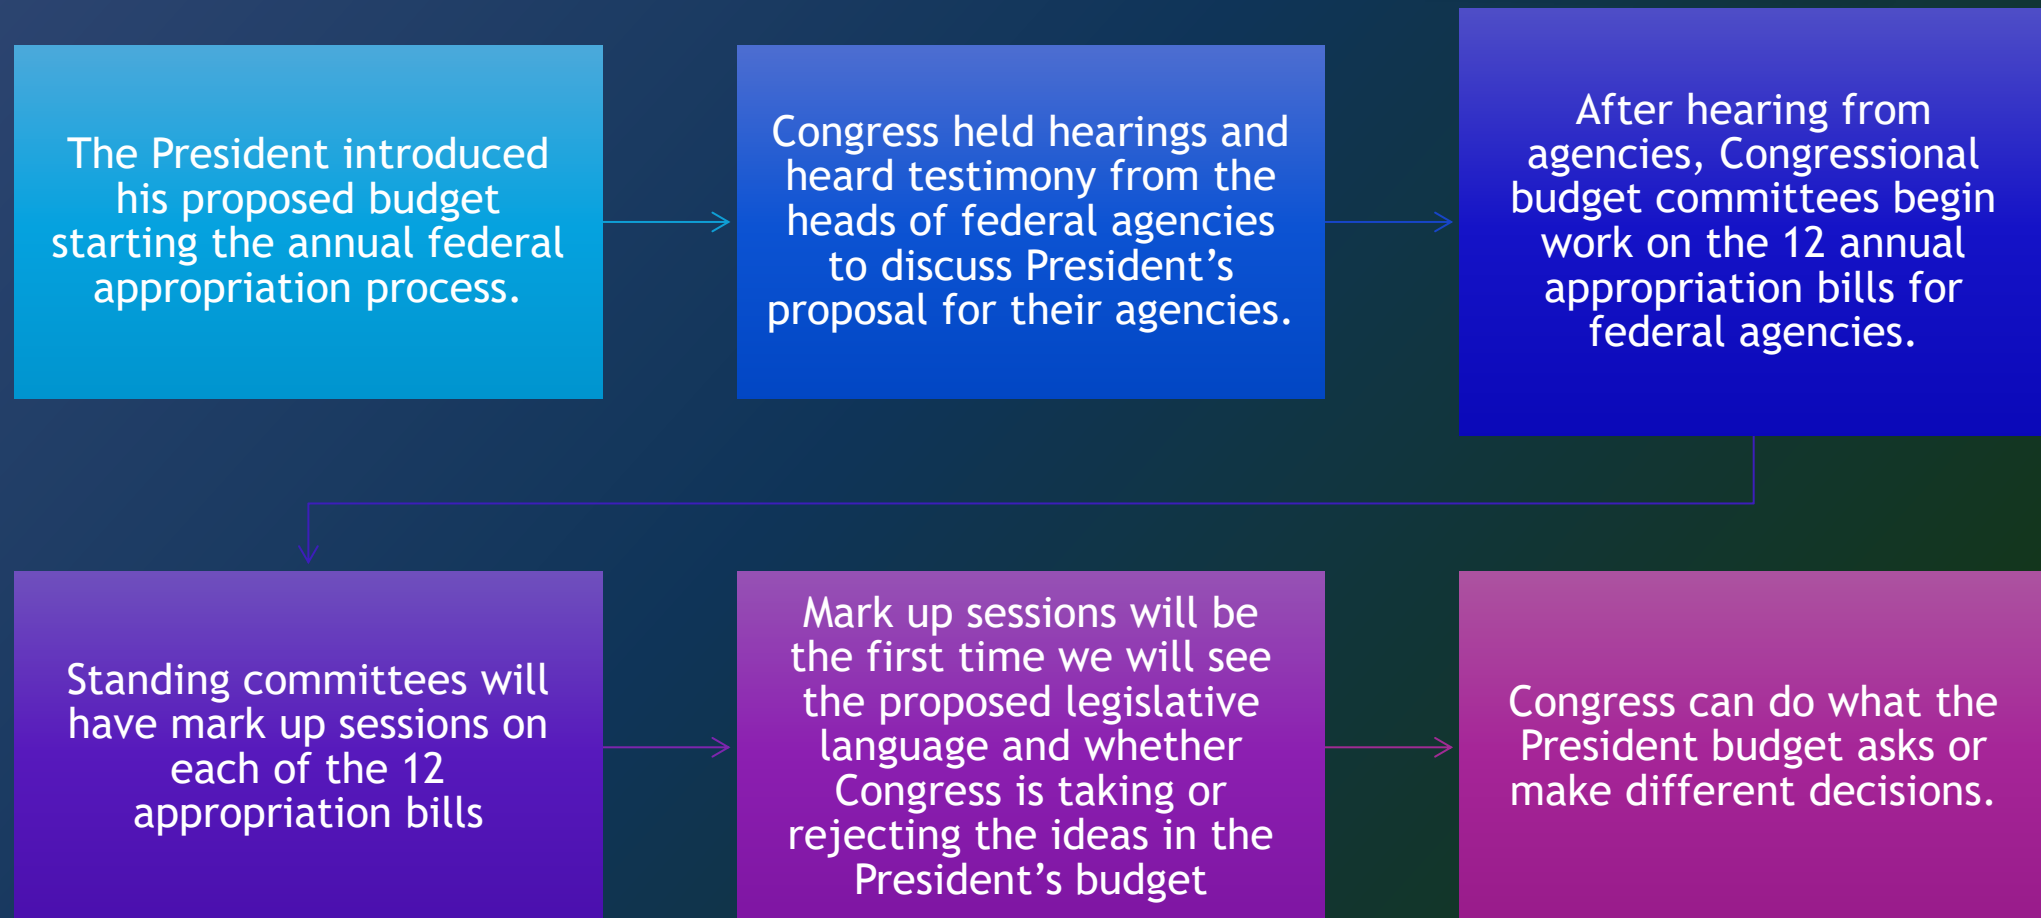 The President introduced
his proposed budget
starting the annual federal
appropriation process.
Congress held hearings and
heard testimony from the
heads of federal agencies
to discuss President’s
proposal for their agencies.
After hearing from
agencies, Congressional
budget committees begin
work on the 12 annual
appropriation bills for
federal agencies.
Standing committees will
have mark up sessions on
each of the 12
appropriation bills
Mark up sessions will be
the first time we will see
the proposed legislative
language and whether
Congress is taking or
rejecting the ideas in the
President’s budget
Congress can do what the
President budget asks or
make different decisions.